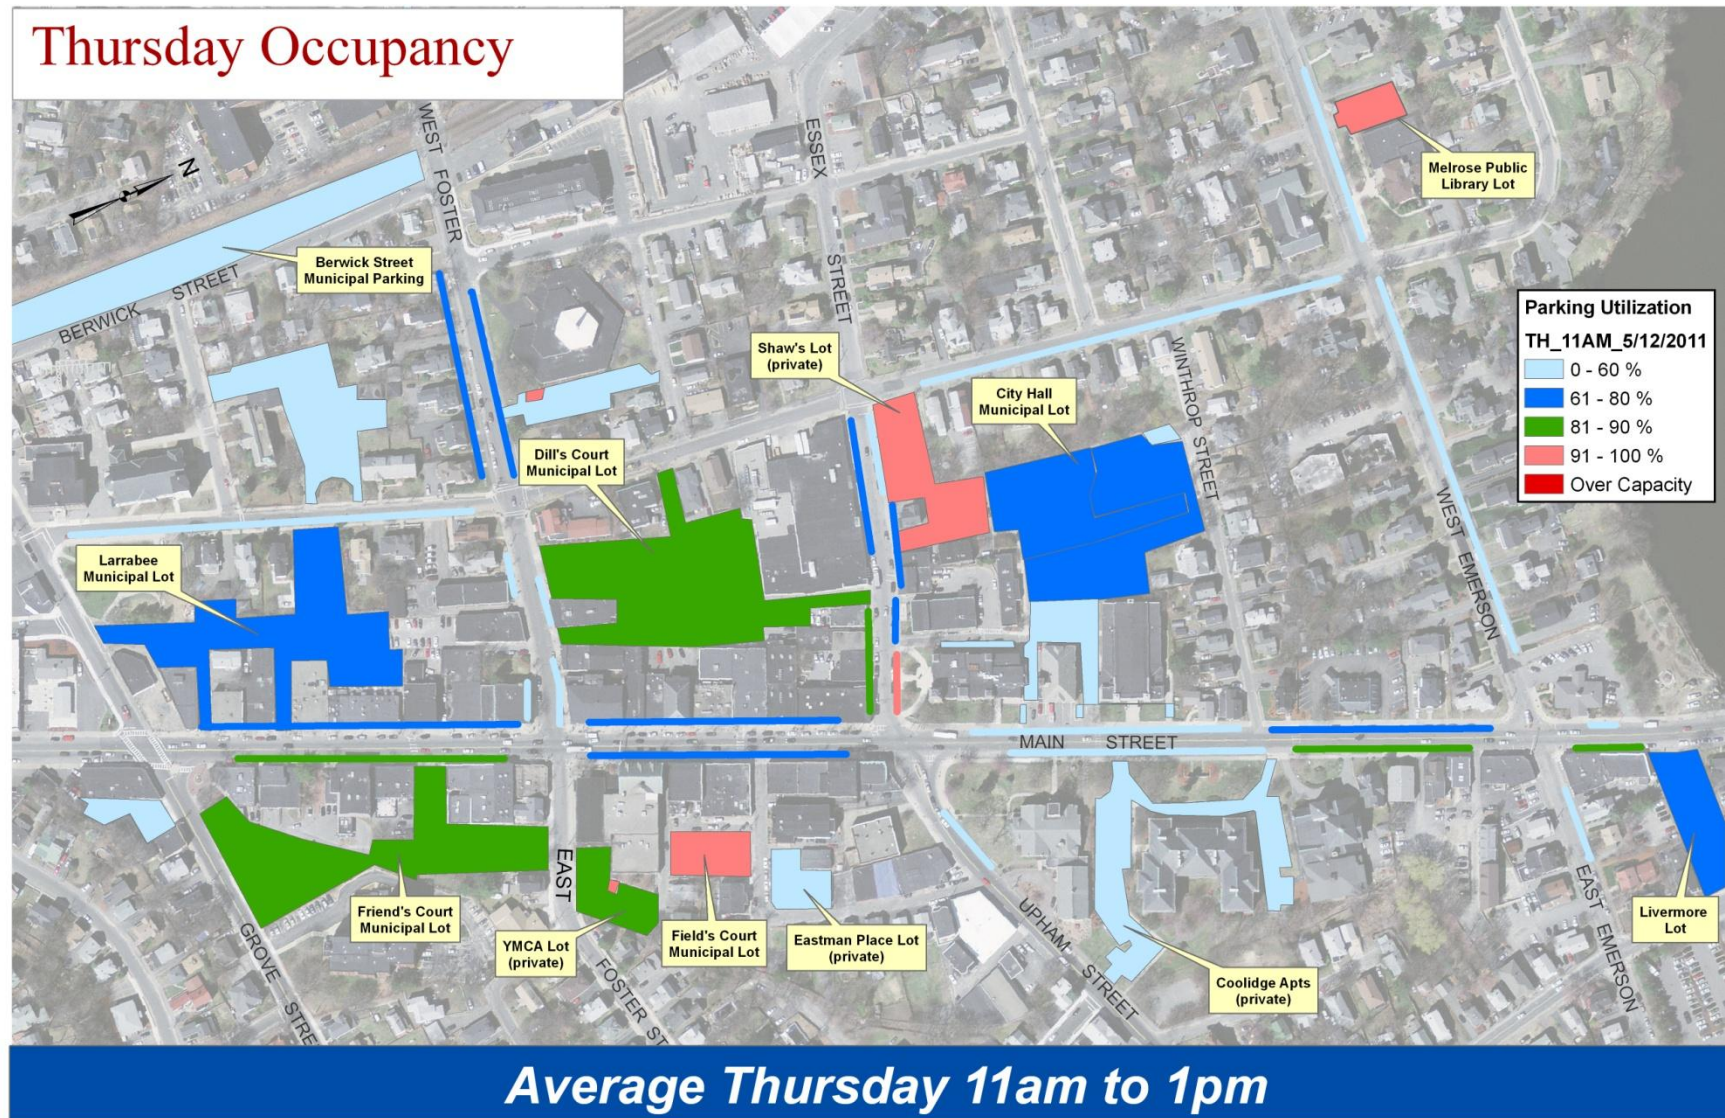 Thursday Occupancy
WEST FOSTER
ESSEX
STREET
N
Melrose Public
Library Lot
Berwick Street
Municipal Parking
BERWICK STREET
Parking Utilization
TH_11AM_5/12/2011
0 - 60 %
61 - 80 %
81 - 90 %
91 - 100 %
Over Capacity
Shaw's Lot
(private)
City Hall
Municipal Lot
WINTHROP STREET
Dill's Court
Municipal Lot
WEST EMERSON
Larrabee
Municipal Lot
MAIN STREET
EAST
FOSTER ST
GROVE STREE
Friend's Court
Municipal Lot
YMCA Lot
(private)
Field's Court
Municipal Lot
Eastman Place Lot
(private)
UPHAM STREET
Coolidge Apts
(private)
EAST EMERSON
Livermore
Lot
Average Thursday 11am to 1pm